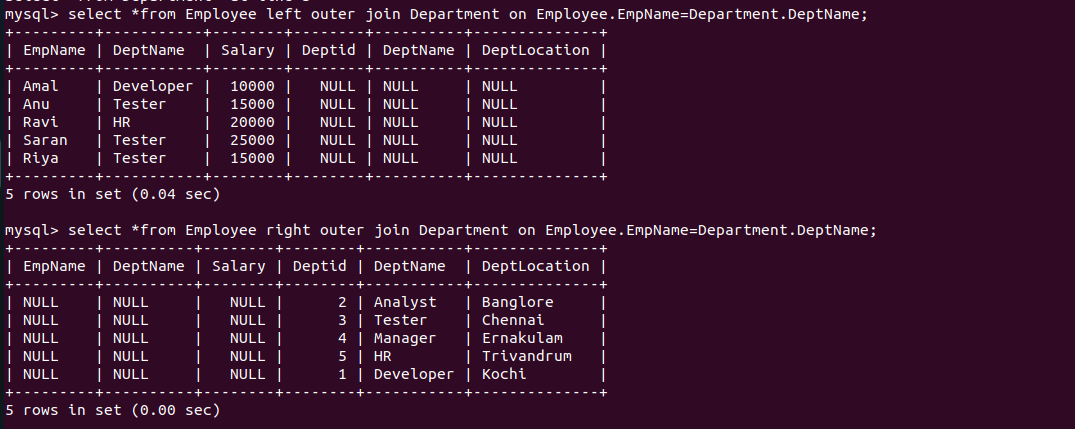 mysql> select *from Employee left outer join Department on Employee.EmpName=Department.DeptName;
+---------+-----------+--------+--------+----------+--------------+
| EmpName | DeptName  | Salary | Deptid | DeptName | DeptLocation |
+---------+-----------+--------+--------+----------+--------------+
| Amal    | Developer |  10000 |   NULL | NULL     | NULL         |
| Anu     | Tester    |  15000 |   NULL | NULL     | NULL         |
| Ravi    | HR        |  20000 |   NULL | NULL     | NULL         |
| Saran   | Tester    |  25000 |   NULL | NULL     | NULL         |
| Riya    | Tester    |  15000 |   NULL | NULL     | NULL         |
+---------+-----------+--------+--------+----------+--------------+
5 rows in set (0.04 sec)
mysql> select *from Employee right outer join Department on Employee.EmpName=Department.DeptName;
+---------+----------+--------+--------+-----------+--------------+
| EmpName | DeptName | Salary | Deptid | DeptName  | DeptLocation |
+---------+----------+--------+--------+-----------+--------------+
| NULL    | NULL     |   NULL |      2 | Analyst   | Banglore     |
| NULL    | NULL     |   NULL |      3 | Tester    | Chennai      |
| NULL    | NULL     |   NULL |      4 | Manager   | Ernakulam    |
| NULL    | NULL     |   NULL |      5 | HR        | Trivandrum   |
| NULL    | NULL     |   NULL |      1 | Developer | Kochi        |
+---------+----------+--------+--------+-----------+--------------+
5 rows in set (0.00 sec)